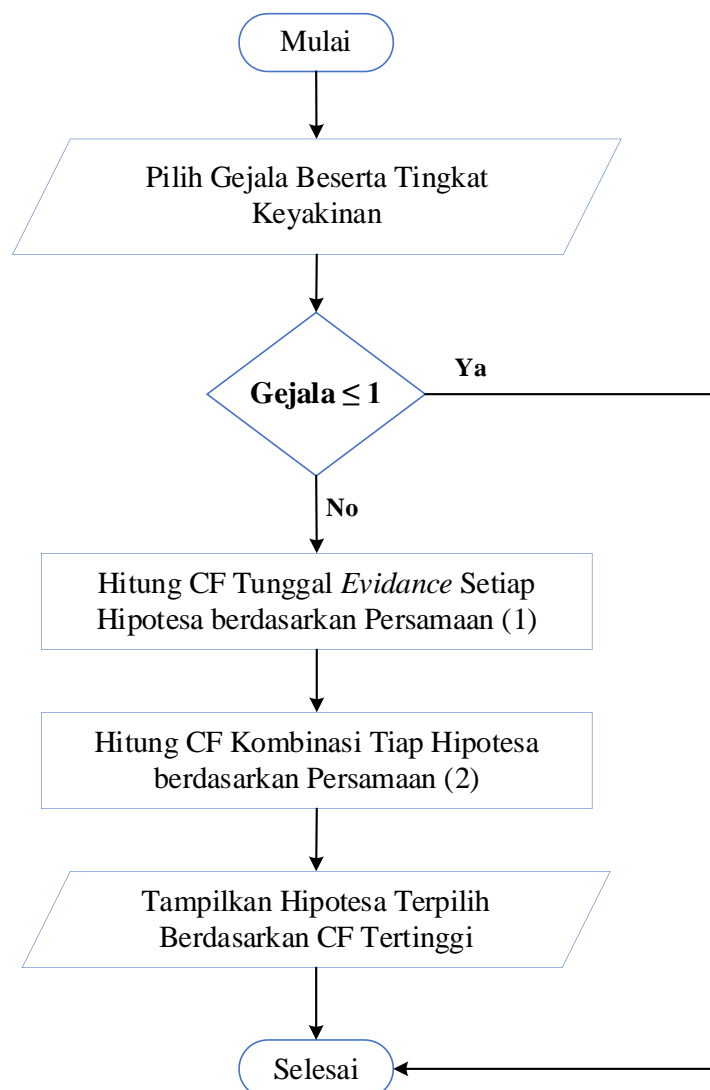 Mulai
Pilih Gejala Beserta Tingkat
Keyakinan
Ya
Gejala ≤ 1
No
Hitung CF Tunggal Evidance Setiap
Hipotesa berdasarkan Persamaan (1)
Hitung CF Kombinasi Tiap Hipotesa
berdasarkan Persamaan (2)
Tampilkan Hipotesa Terpilih
Berdasarkan CF Tertinggi
Selesai